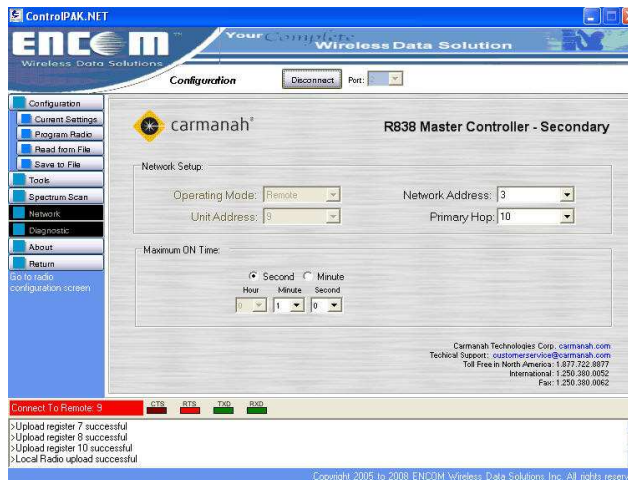 ControlPAK.NET
ENCOM
Wireless Data Solutions
Your Complete
Wireless Data Solution
Configuration
Disconnect
Port:
Configuration
Current Settings
Program Radio
Read from File
Save to File
Tools
Spectrum Scan
Network
Diagnostic
About
Return
Go to radio
configuration screen
carmanah®
R838 Master Controller - Secondary
Network Setup:
Operating Mode: Remote
Network Address: 3
Unit Address: 9
Primary Hop: 10
Maximum ON Time:
Second Minute
Hour Minute Second
0 1 0
Carmanah Technologies Corp. carmanah.com
Techical Support: customerservice@carmanah.com
Toll Free in North America: 1.877.722.8877
International: 1.250.380.0052
Fax: 1.250.380.0062
Connect To Remote: 9
CTS RTS TXD RXD
>Upload register 7 successful
>Upload register 8 successful
>Upload register 10 successful
>Local Radio upload successful
Copyright 2005 to 2008 ENCOM Wireless Data Solutions Inc. All rights reserv